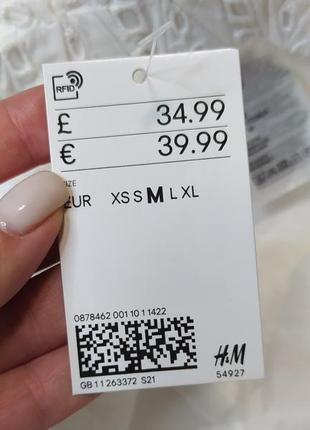 RFID
£ 34.99
€ 39.99
SIZE
EUR XS S M L XL
0878462 001 10 1 1422
H&M
GB 1 1 263372 S21
54927